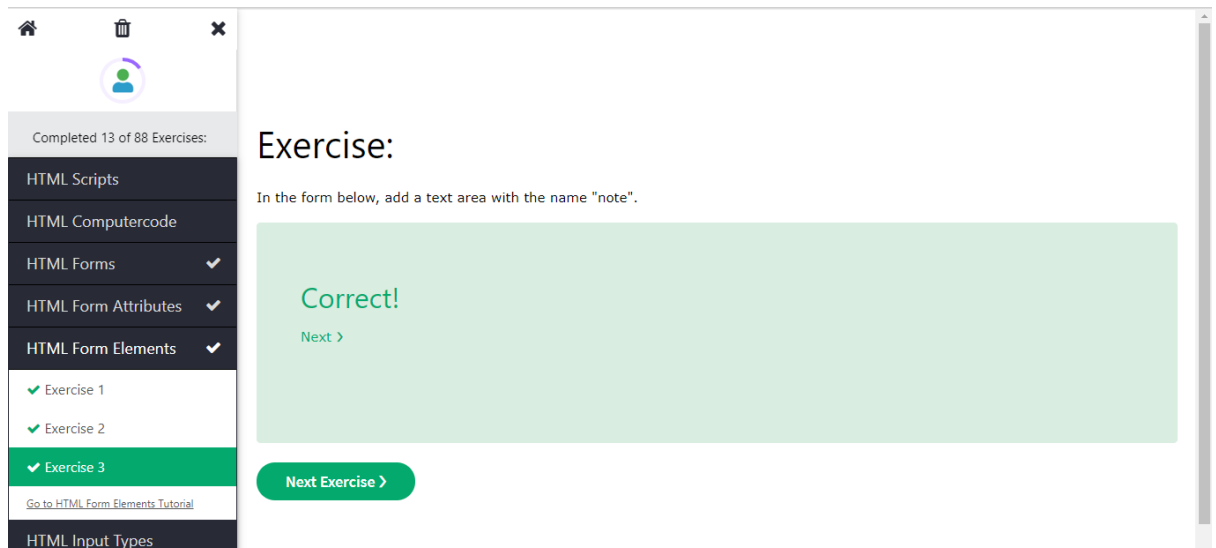 Completed 13 of 88 Exercises:
HTML Scripts
HTML Computercode
HTML Forms
HTML Form Attributes
HTML Form Elements
Exercise 1
Exercise 2
Exercise 3
Go to HTML Form Elements Tutorial
HTML Input Types
Exercise:
In the form below, add a text area with the name "note".
Correct!
Next ❯
Next Exercise ❯